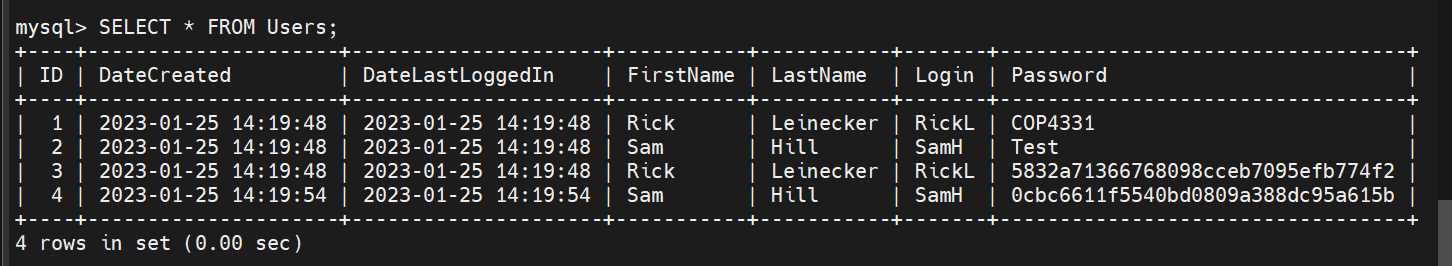 mysql> SELECT * FROM Users;
+----+---------------------+---------------------+-----------+-----------+-------+----------------------------------+
| ID | DateCreated         | DateLastLoggedIn    | FirstName | LastName  | Login | Password                         |
+----+---------------------+---------------------+-----------+-----------+-------+----------------------------------+
|  1 | 2023-01-25 14:19:48 | 2023-01-25 14:19:48 | Rick      | Leinecker | RickL | COP4331                          |
|  2 | 2023-01-25 14:19:48 | 2023-01-25 14:19:48 | Sam       | Hill      | SamH  | Test                             |
|  3 | 2023-01-25 14:19:48 | 2023-01-25 14:19:48 | Rick      | Leinecker | RickL | 5832a71366768098cceb7095efb774f2 |
|  4 | 2023-01-25 14:19:54 | 2023-01-25 14:19:54 | Sam       | Hill      | SamH  | 0cbc6611f5540bd0809a388dc95a615b |
+----+---------------------+---------------------+-----------+-----------+-------+----------------------------------+
4 rows in set (0.00 sec)